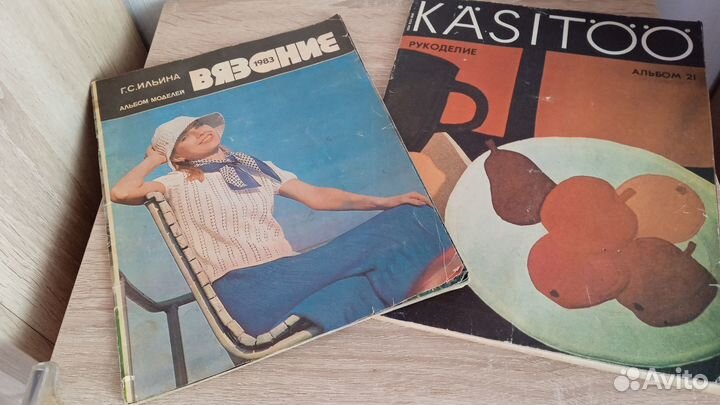 Г.С.ИЛЬИНА
АЛЬБОМ МОДЕЛЕЙ
ВЯЗАНИЕ
1983
KÄSITÖÖ
РУКОДЕЛИЕ
АЛЬБОМ 21
Avito